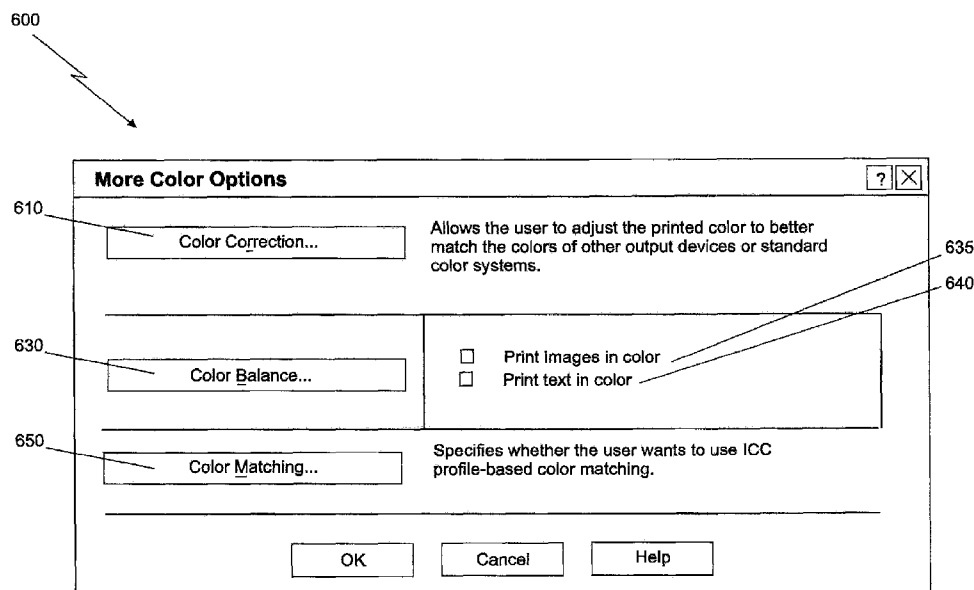 600
More Color Options
?
610
Color Correction...
Allows the user to adjust the printed color to better
match the colors of other output devices or standard
color systems.
635
640
630
Color Balance...
Print images in color
Print text in color
650
Color Matching...
Specifies whether the user wants to use ICC
profile-based color matching.
OK
Cancel
Help